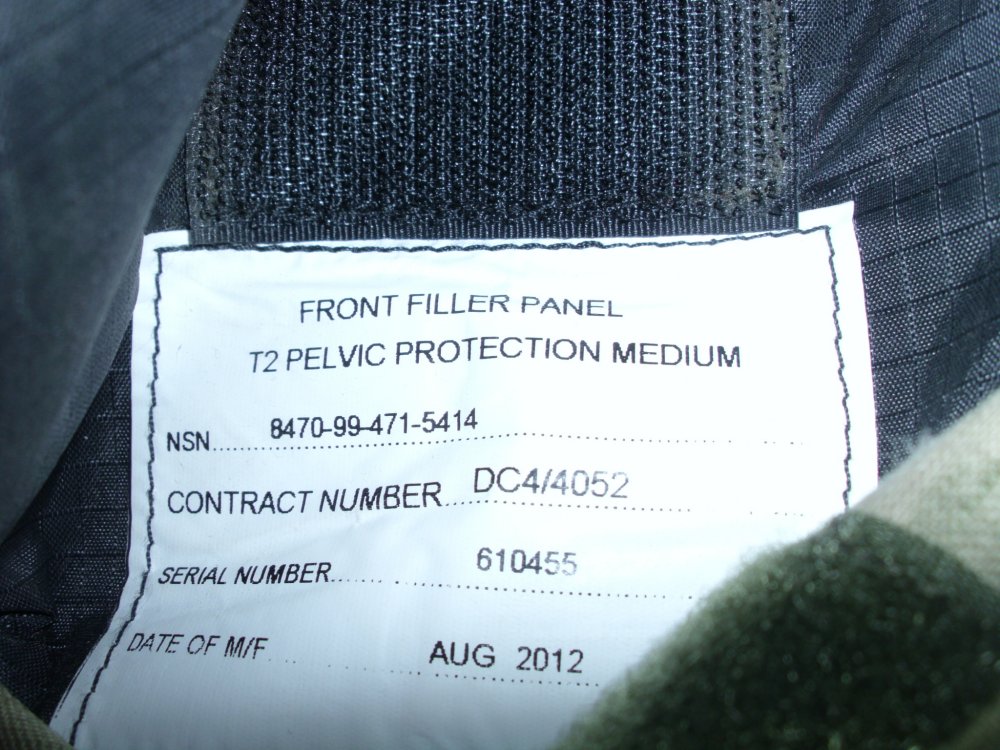 FRONT FILLER PANEL
T2 PELVIC PROTECTION MEDIUM
NSN 8470-99-471-5414
CONTRACT NUMBER DC4/4052
SERIAL NUMBER 610455
DATE OF M/F AUG 2012